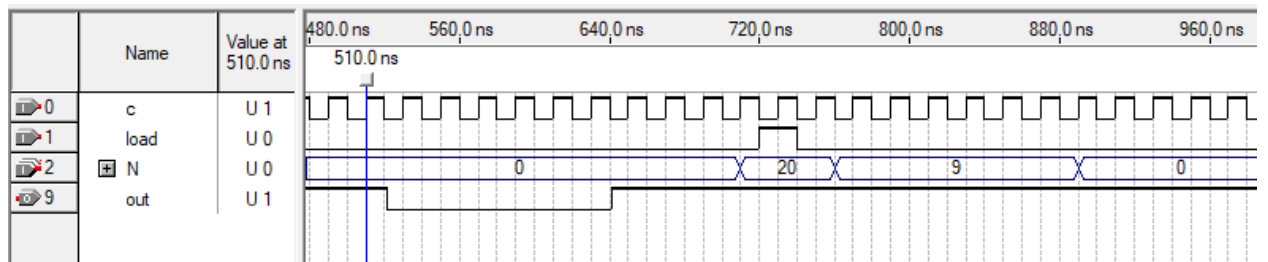 Name
Value at
510.0 ns
480.0 ns 560.0 ns 640.0 ns 720.0 ns 800.0 ns 880.0 ns 960.0 ns
510.0 ns
0 c U 1
1 load U 0
2 N U 0 0 20 9 0
9 out U 1